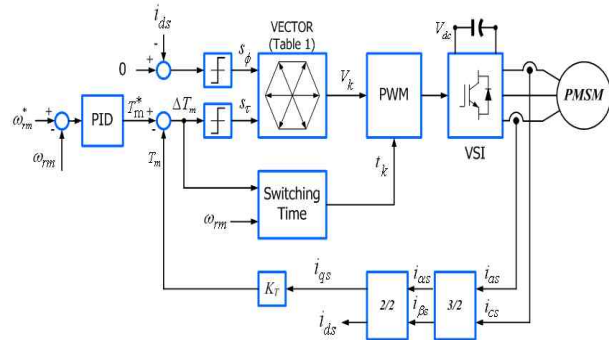 i_ds
VECTOR
(Table 1)
V_dc
0
+
-
s_ϕ
V_k
PWM
PMSM
VSI
ω*_rm
+
-
PID
T*_m
+
-
ΔT_m
s_τ
ω_rm
T_m
t_k
Switching
Time
ω_rm
K_T
i_qs
i_αs
i_as
2/2
3/2
i_ds
i_βs
i_cs